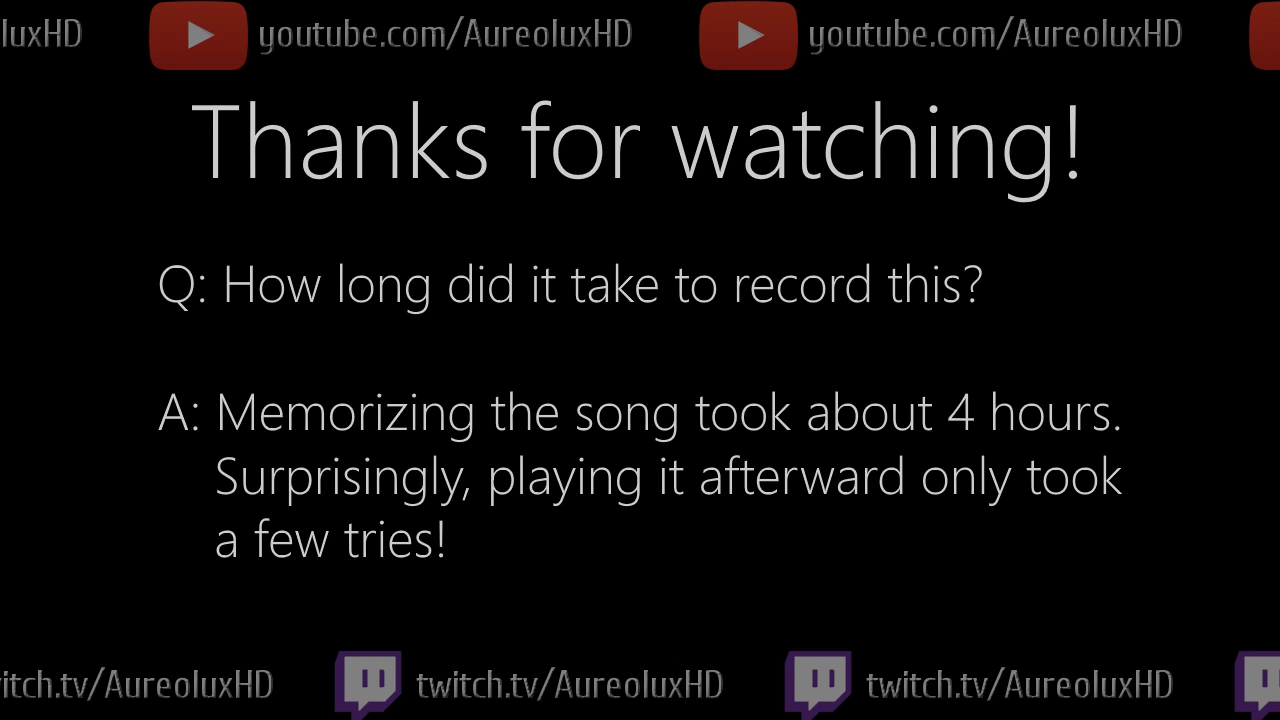 luxHD youtube.com/AureoluxHD youtube.com/AureoluxHD
Thanks for watching!
Q: How long did it take to record this?
A: Memorizing the song took about 4 hours.
Surprisingly, playing it afterward only took
a few tries!
itch.tv/AureoluxHD twitch.tv/AureoluxHD twitch.tv/AureoluxHD